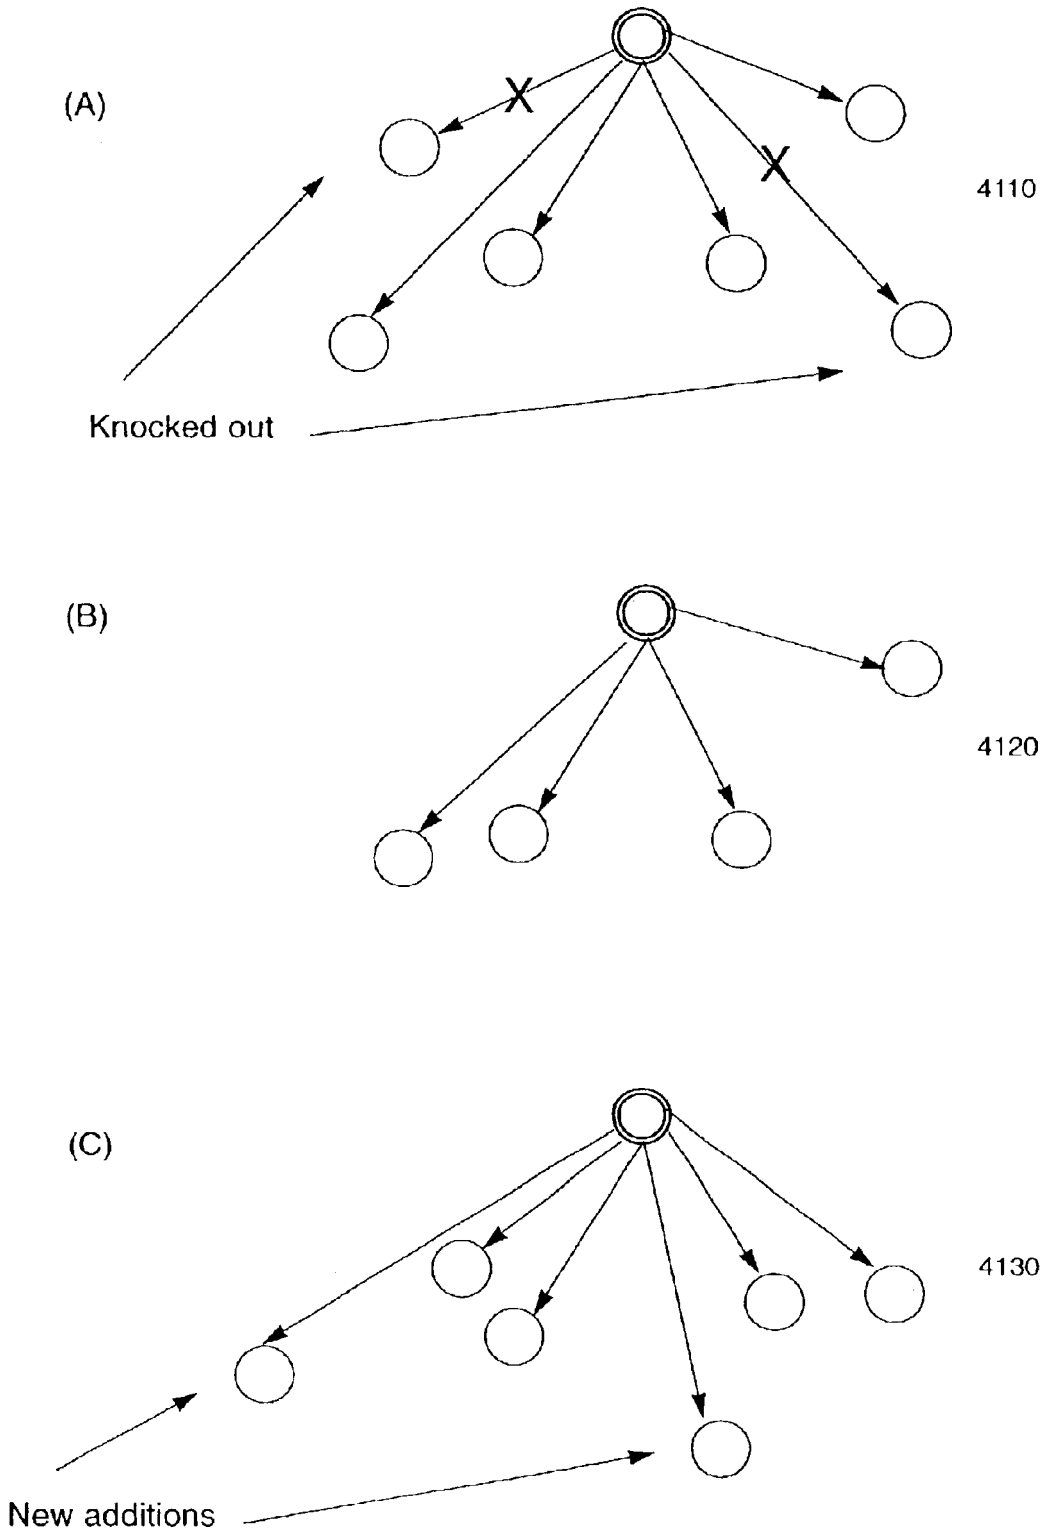 (A)
X
X
4110
Knocked out
(B)
4120
(C)
4130
New additions